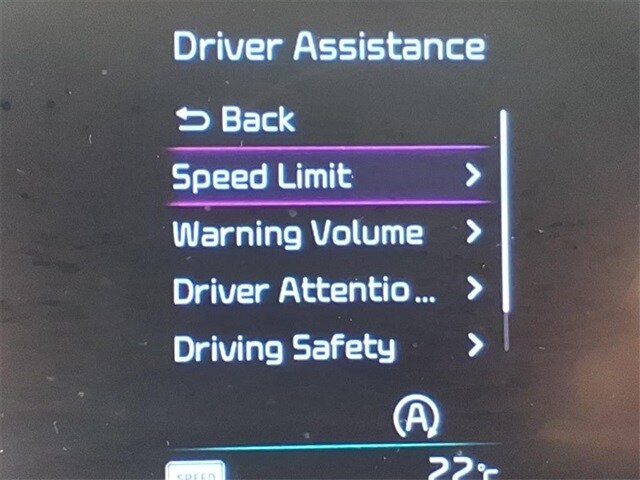 Driver Assistance
Back
Speed Limit
Warning Volume
Driver Attentio...
Driving Safety
A
SPEED
22°C